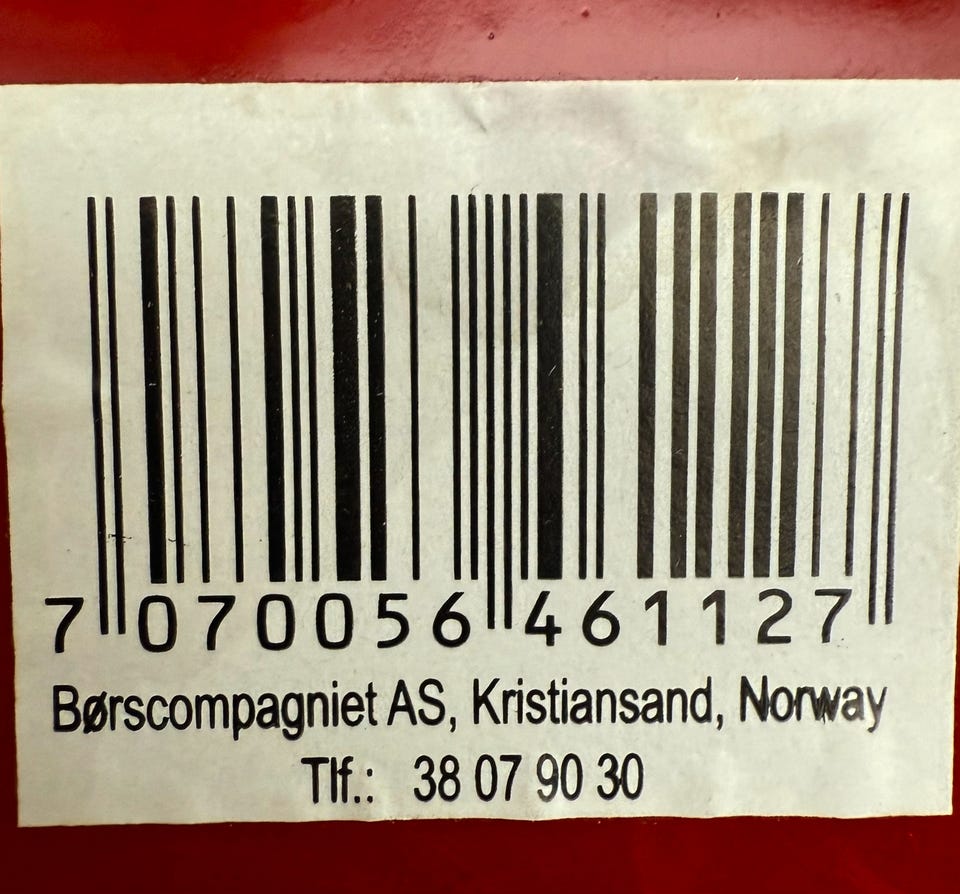 7 070056 461127
Børscompagniet AS, Kristiansand, Norway
Tlf.: 38 07 90 30